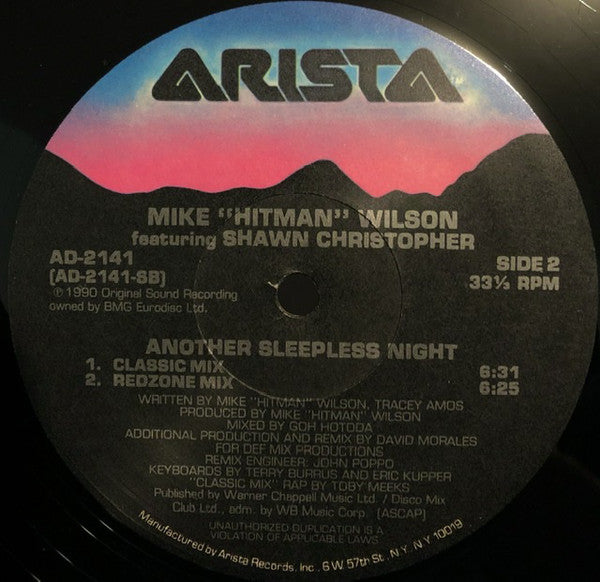 ARISTA
MIKE "HITMAN" WILSON
featuring SHAWN CHRISTOPHER
AD-2141
(AD-2141-SB)
℗ 1990 Original Sound Recording
owned by BMG Eurodisc Ltd.
SIDE 2
33⅓ RPM
ANOTHER SLEEPLESS NIGHT
1. CLASSIC MIX 6:31
2. REDZONE MIX 6:25
WRITTEN BY MIKE "HITMAN" WILSON, TRACEY AMOS
PRODUCED BY MIKE "HITMAN" WILSON
MIXED BY GOH HOTODA
ADDITIONAL PRODUCTION AND REMIX BY DAVID MORALES
FOR DEF MIX PRODUCTIONS
REMIX ENGINEER: JOHN POPPO
KEYBOARDS BY TERRY BURRUS AND ERIC KUPPER
"CLASSIC MIX" RAP BY TOBY MEEKS
Published by Warner Chappell Music Ltd. / Disco Mix
Club Ltd., adm. by WB Music Corp. (ASCAP)
UNAUTHORIZED DUPLICATION IS A
VIOLATION OF APPLICABLE LAWS.
Manufactured by Arista Records, Inc., 6 W. 57th St., N.Y. N.Y. 10019